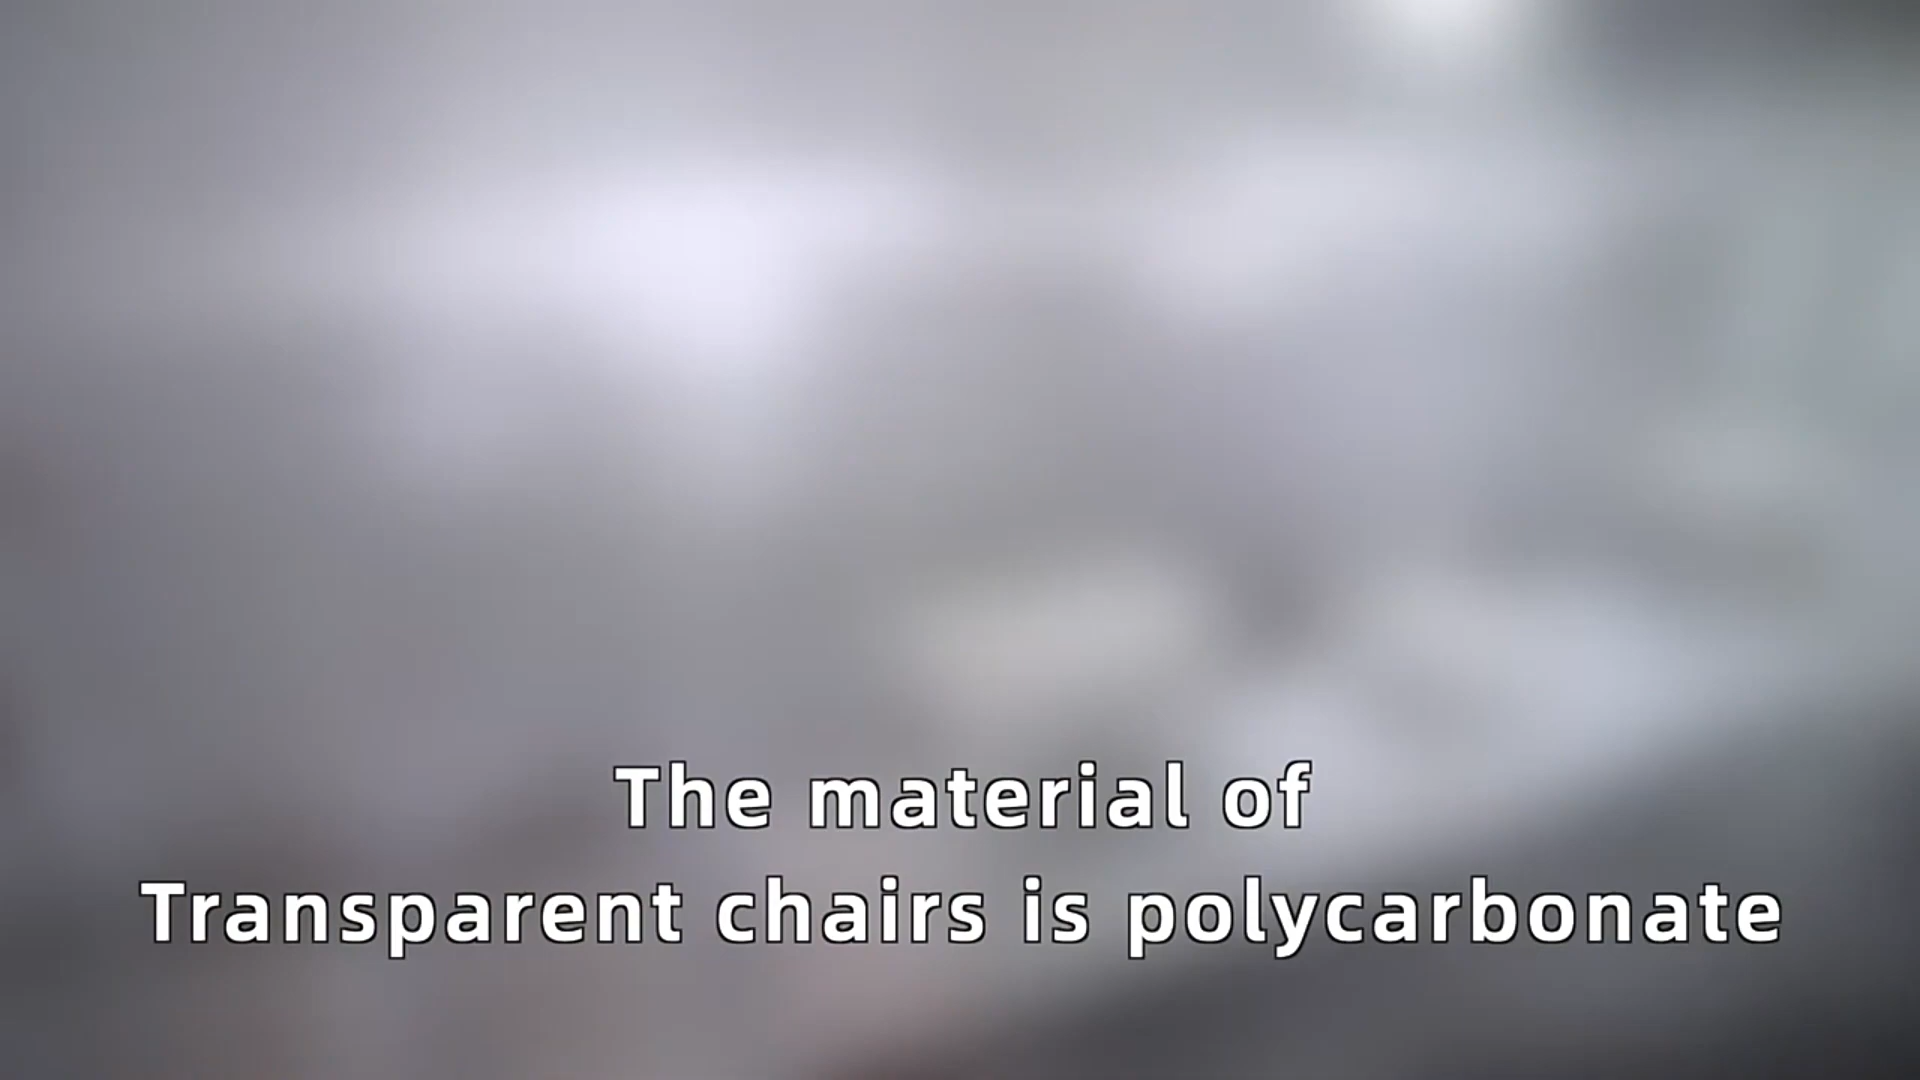 The material of
Transparent chairs is polycarbonate